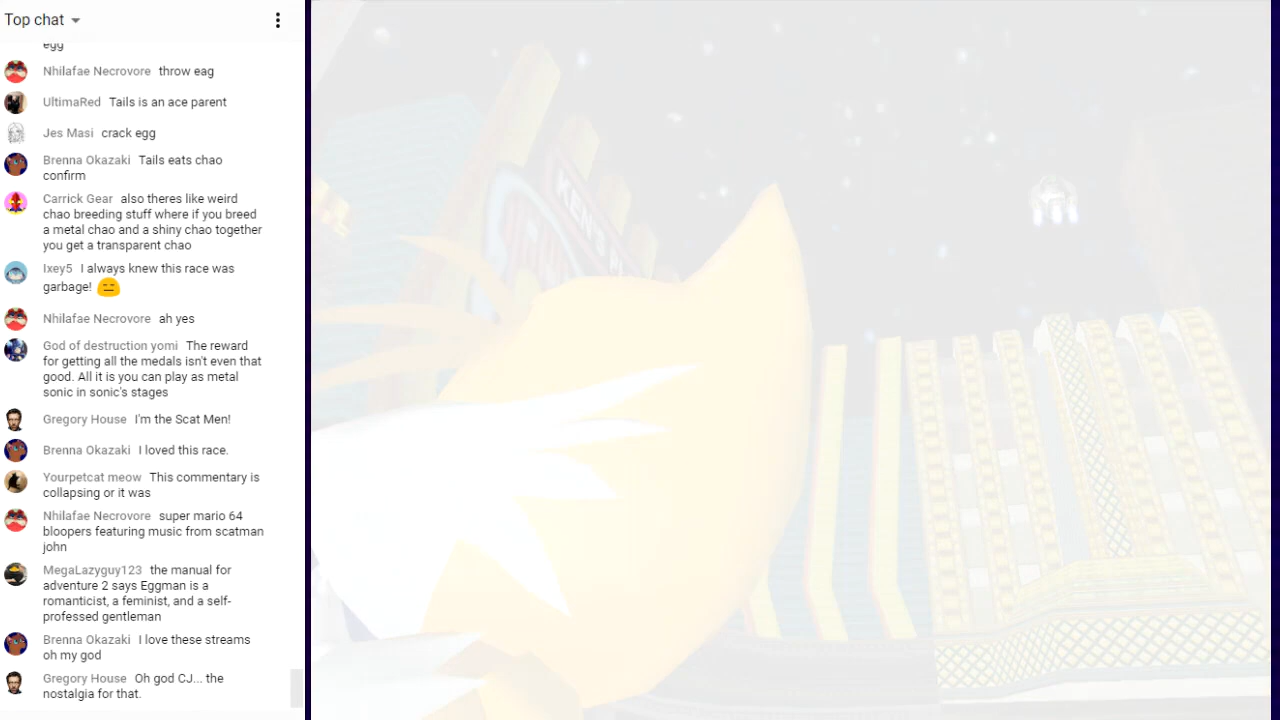 Top chat
egg
Nhilafae Necrovore throw eag
UltimaRed Tails is an ace parent
Jes Masi crack egg
Brenna Okazaki Tails eats chao
confirm
Carrick Gear also theres like weird
chao breeding stuff where if you breed
a metal chao and a shiny chao together
you get a transparent chao
Ixey5 I always knew this race was
garbage!
Nhilafae Necrovore ah yes
God of destruction yomi The reward
for getting all the medals isn't even that
good. All it is you can play as metal
sonic in sonic's stages
Gregory House I'm the Scat Men!
Brenna Okazaki I loved this race.
Yourpetcat meow This commentary is
collapsing or it was
Nhilafae Necrovore super mario 64
bloopers featuring music from scatman
john
MegaLazyguy123 the manual for
adventure 2 says Eggman is a
romanticist, a feminist, and a self-
professed gentleman
Brenna Okazaki I love these streams
oh my god
Gregory House Oh god CJ... the
nostalgia for that.
KEN'S